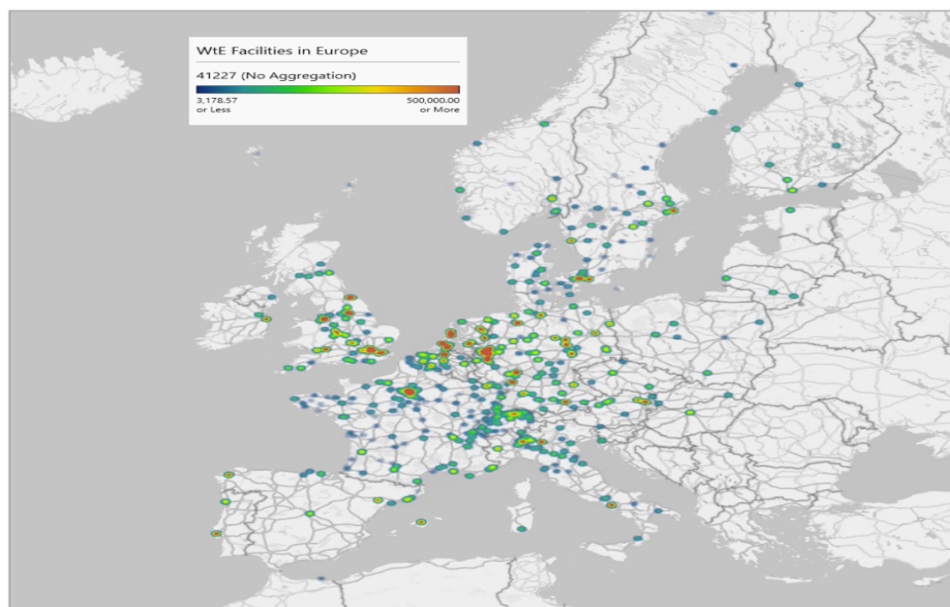 WtE Facilities in Europe
41227 (No Aggregation)
3,178.57 500,000.00
or Less or More